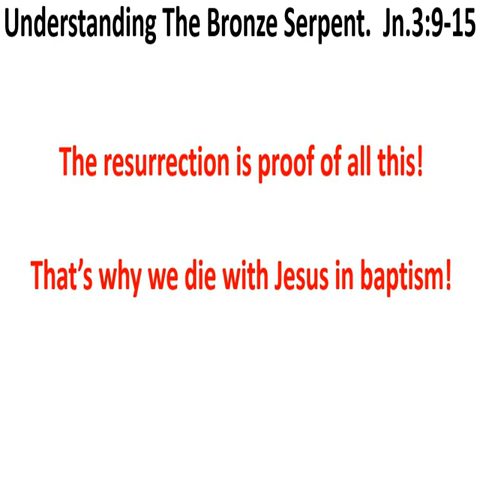 Understanding The Bronze Serpent.  Jn.3:9-15
The resurrection is proof of all this!
That’s why we die with Jesus in baptism!